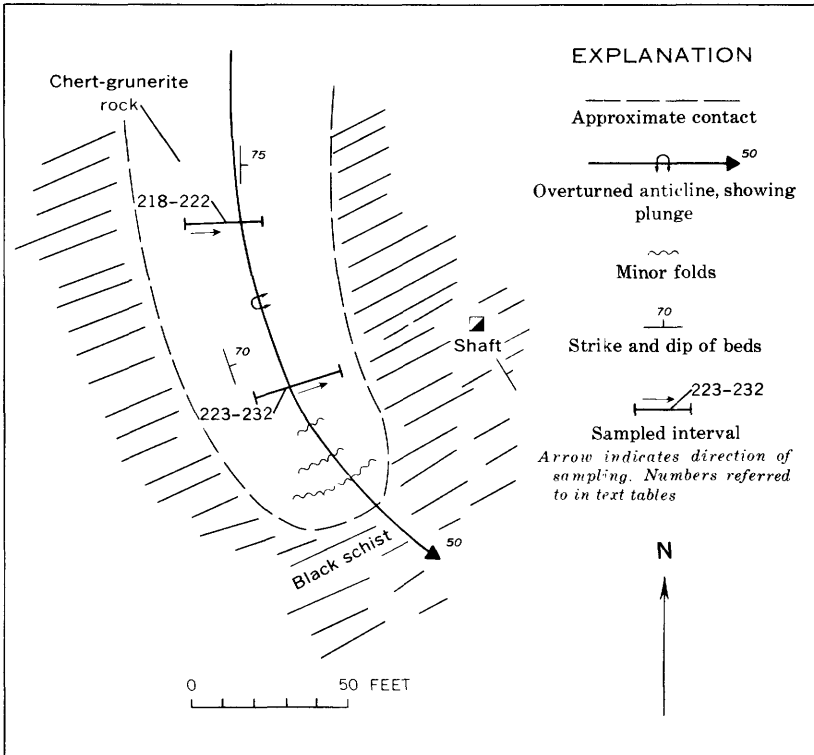 Chert-grunerite
rock
75
218-222
70
223-232
Shaft
50
Black schist
0 50 FEET
EXPLANATION
Approximate contact
50
Overturned anticline, showing
plunge
Minor folds
70
Strike and dip of beds
223-232
Sampled interval
Arrow indicates direction of
sampling. Numbers referred
to in text tables
N